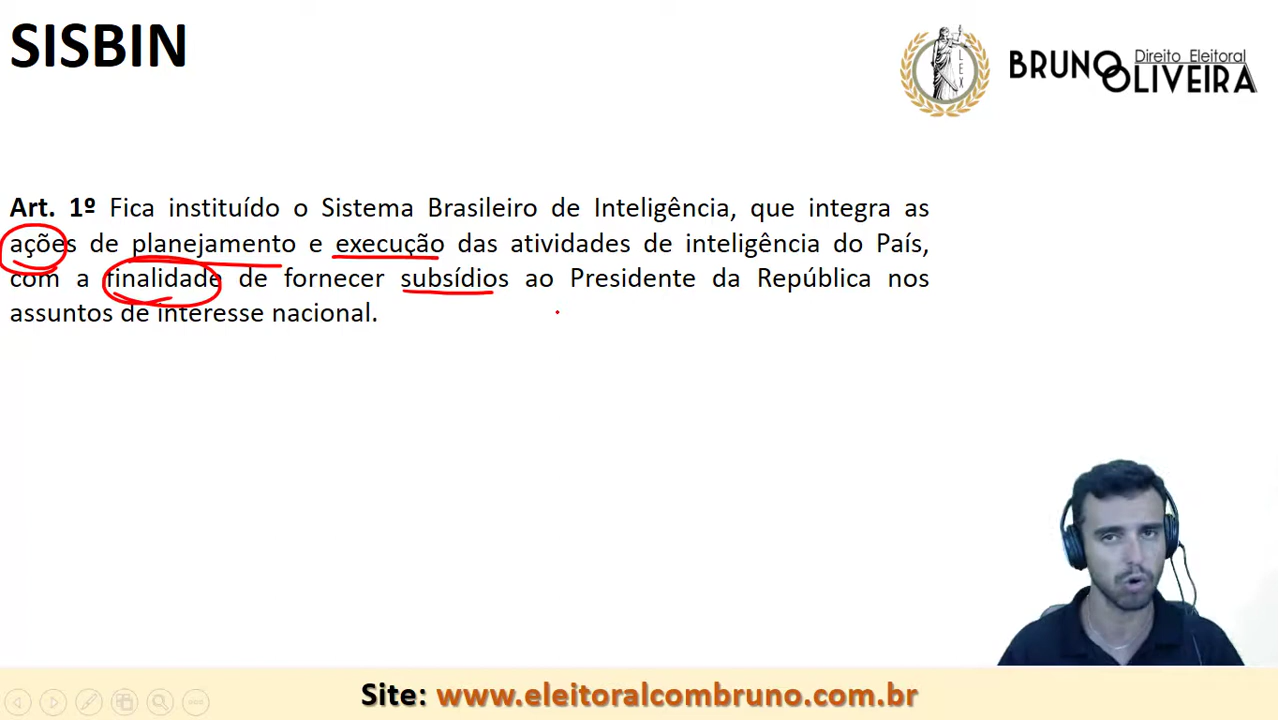 SISBIN
LEX
BRUNO Direito Eleitoral
OLIVEIRA
Art. 1º Fica instituído o Sistema Brasileiro de Inteligência, que integra as
ações de planejamento e execução das atividades de inteligência do País,
com a finalidade de fornecer subsídios ao Presidente da República nos
assuntos de interesse nacional.
Site: www.eleitoralcombruno.com.br